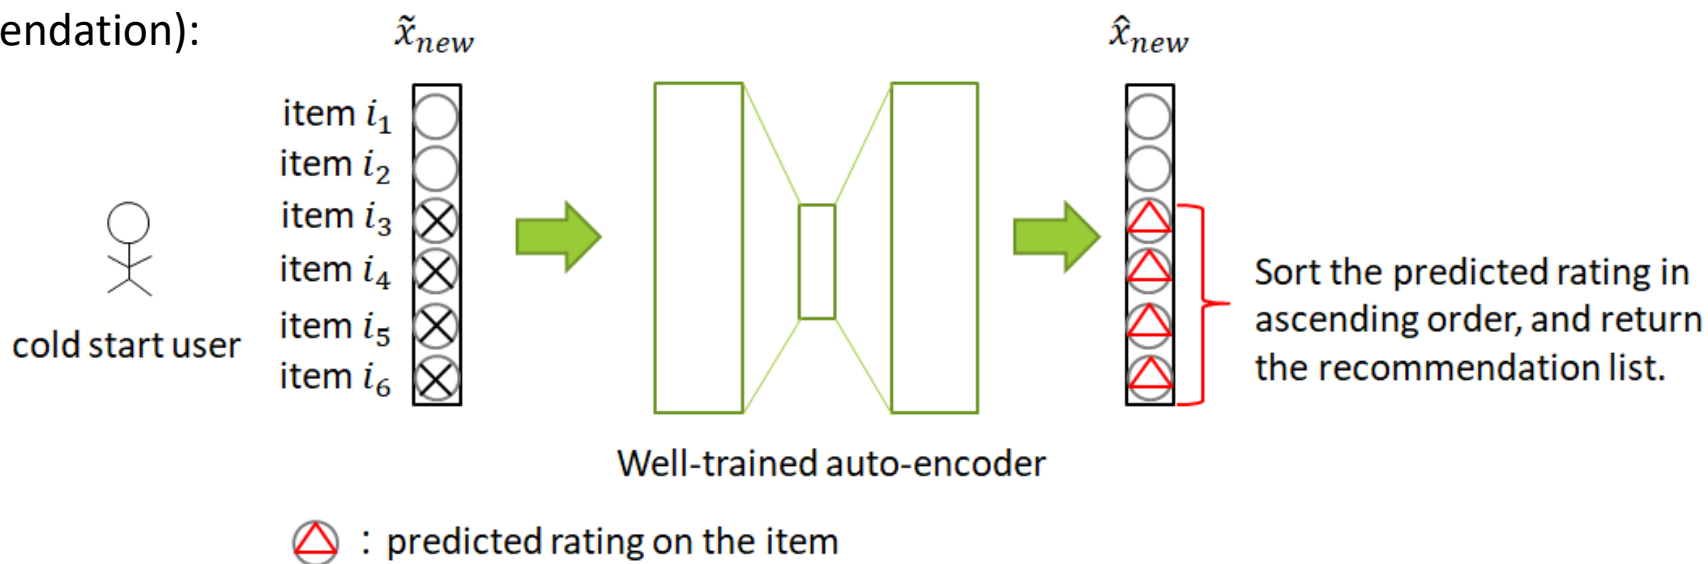 endation):
x̃new
x̂new
item i1
item i2
item i3
item i4
item i5
item i6
cold start user
Sort the predicted rating in
ascending order, and return
the recommendation list.
Well-trained auto-encoder
: predicted rating on the item